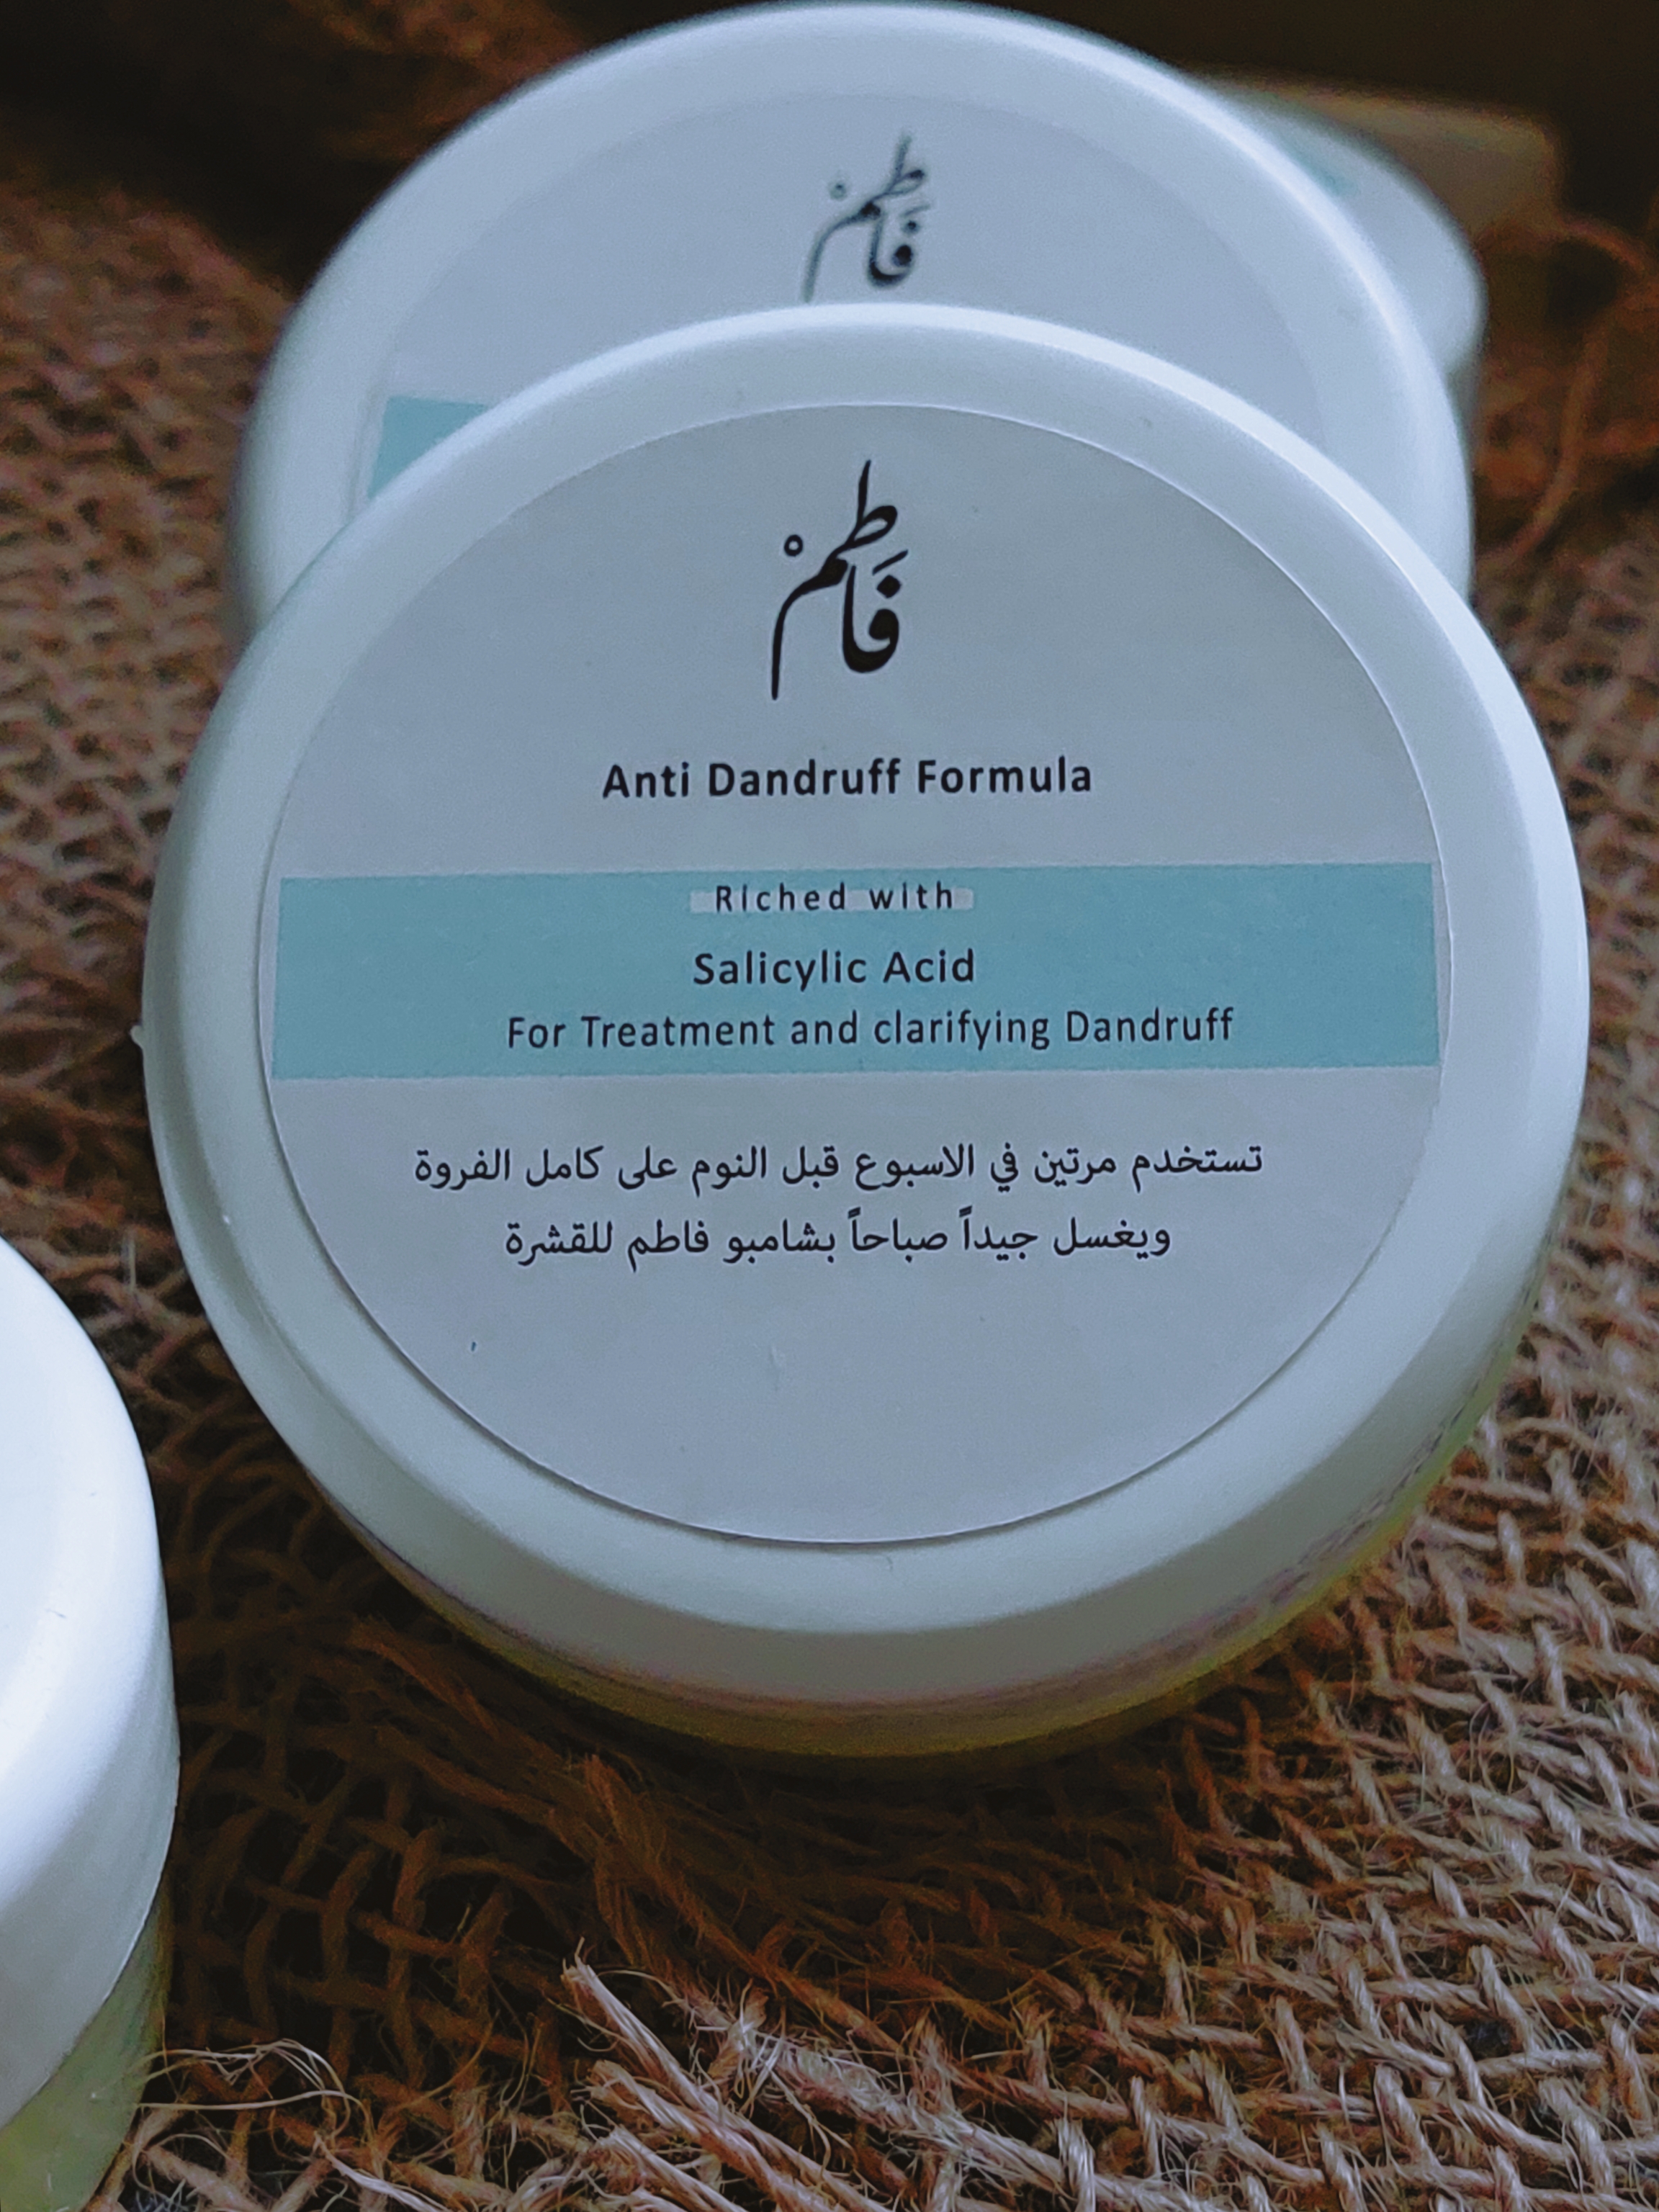 فَاطِمْ
فَاطِمْ
Anti Dandruff Formula
Riched with
Salicylic Acid
For Treatment and clarifying Dandruff
تستخدم مرتين في الاسبوع قبل النوم على كامل الفروة
ويغسل جيداً صباحاً بشامبو فاطم للقشرة